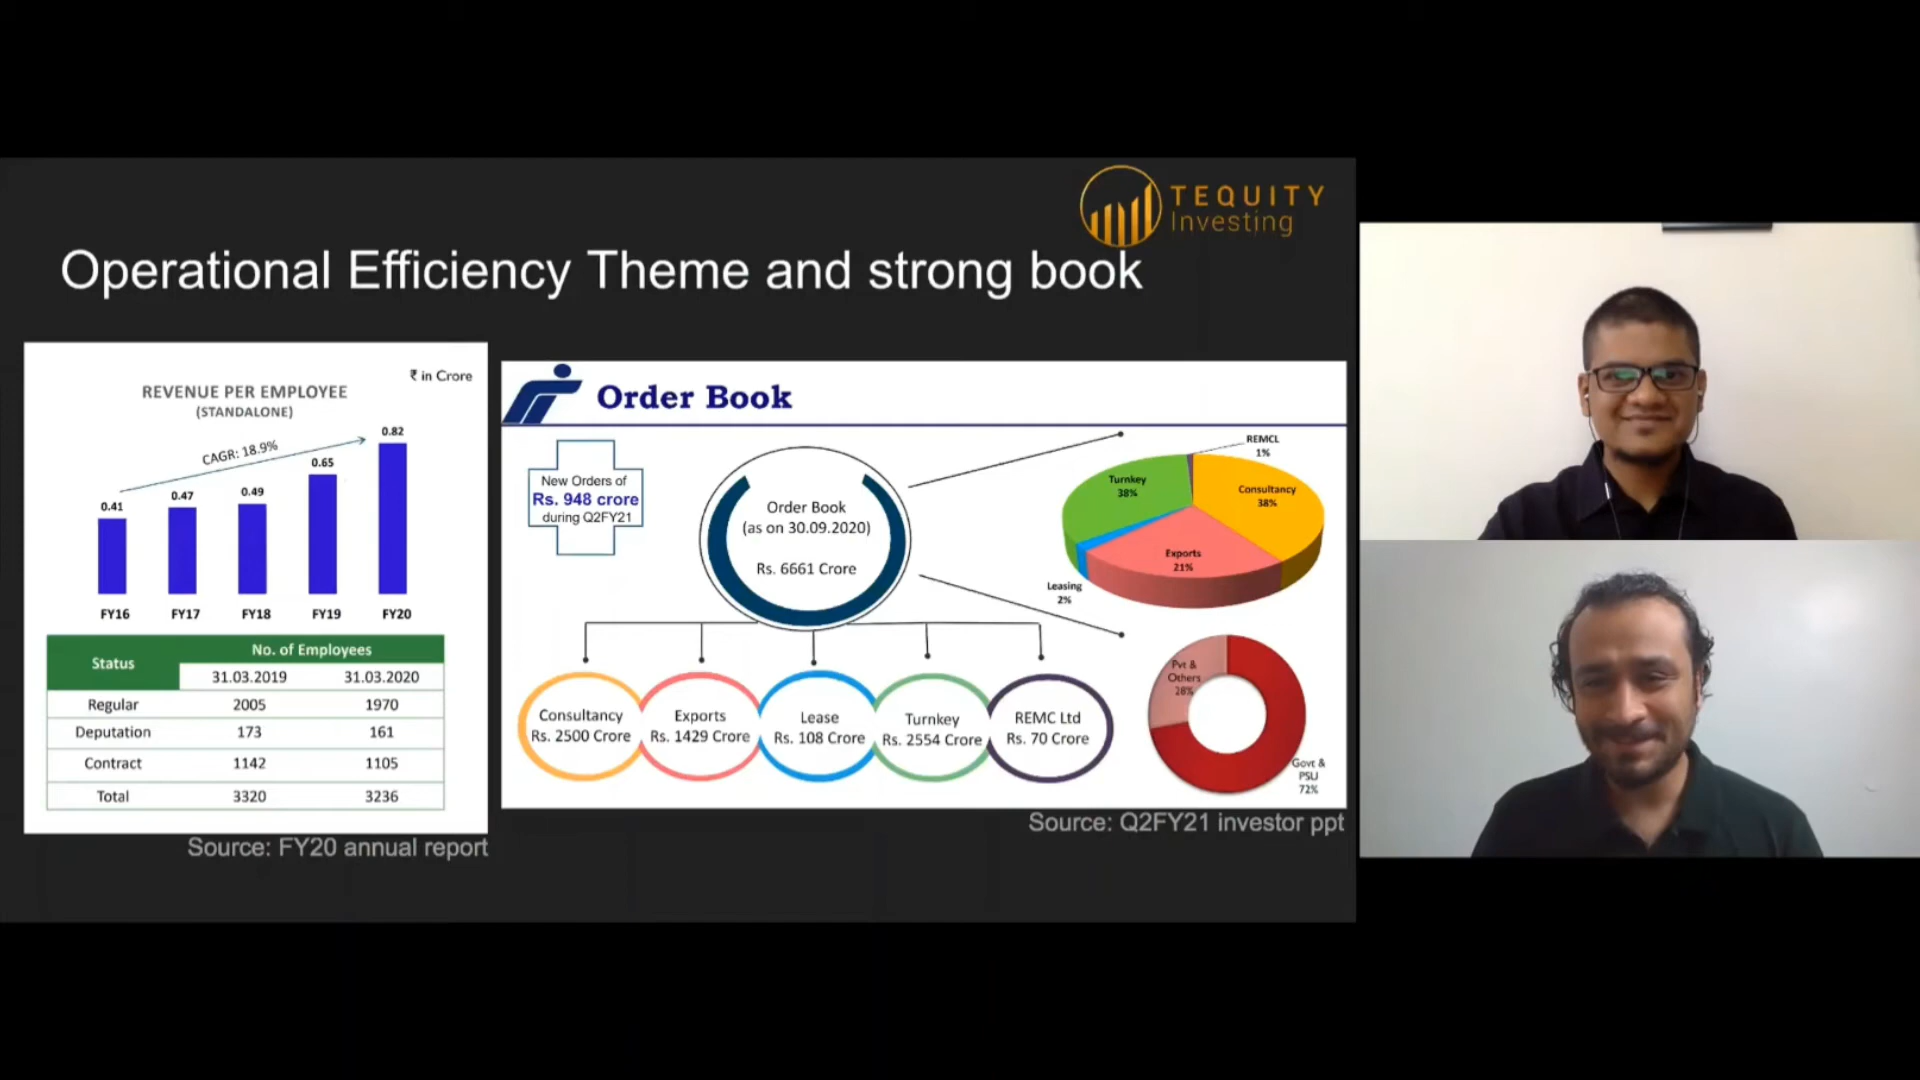 TEQUITY
Investing
Operational Efficiency Theme and strong book
₹ in Crore
REVENUE PER EMPLOYEE
(STANDALONE)
CAGR: 18.9%
0.41
0.47
0.49
0.65
0.82
FY16
FY17
FY18
FY19
FY20
Status
No. of Employees
31.03.2019
31.03.2020
Regular
2005
1970
Deputation
173
161
Contract
1142
1105
Total
3320
3236
Source: FY20 annual report
Order Book
New Orders of
Rs. 948 crore
during Q2FY21
Order Book
(as on 30.09.2020)
Rs. 6661 Crore
Consultancy
Rs. 2500 Crore
Exports
Rs. 1429 Crore
Lease
Rs. 108 Crore
Turnkey
Rs. 2554 Crore
REMC Ltd
Rs. 70 Crore
REMCL
1%
Turnkey
38%
Consultancy
38%
Exports
21%
Leasing
2%
Pvt &
Others
28%
Govt &
PSU
72%
Source: Q2FY21 investor ppt